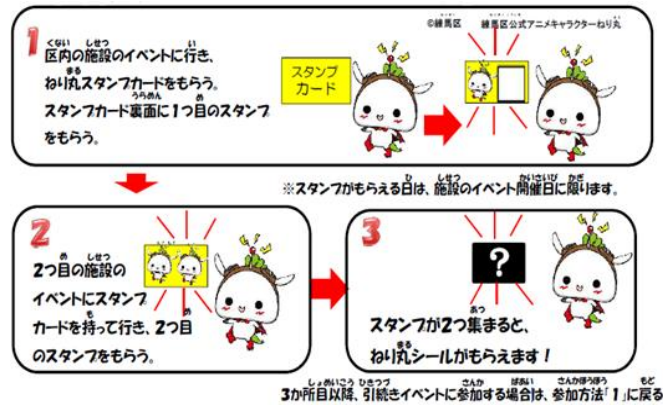 ©練馬区 練馬区公式アニメキャラクターねり丸
1
区内の施設のイベントに行き、
ねり丸スタンプカードをもらう。
スタンプカード裏面に1つ目のスタンプ
をもらう。
スタンプ
カード
※スタンプがもらえる日は、施設のイベント開催日に限ります。
2
2つ目の施設の
イベントにスタンプ
カードを持って行き、2つ目
のスタンプをもらう。
3
?
スタンプが2つ集まると、
ねり丸シールがもらえます!
3か所目以降、引続きイベントに参加する場合は、参加方法「1」に戻る